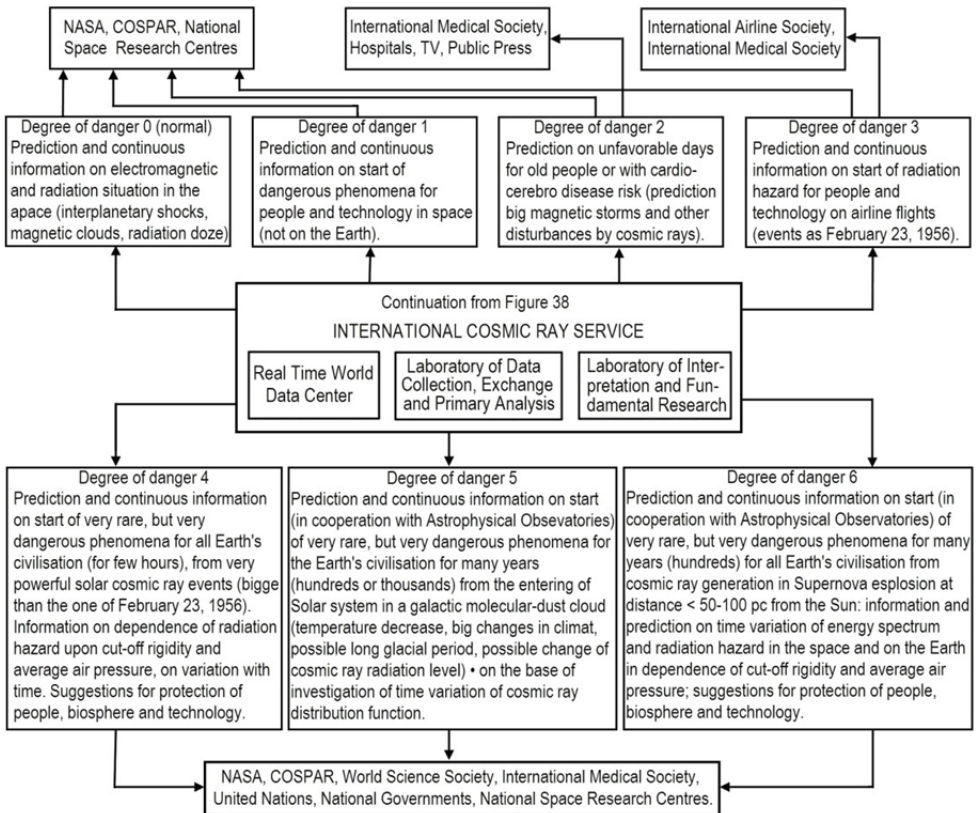 NASA, COSPAR, National
Space Research Centres
International Medical Society,
Hospitals, TV, Public Press
International Airline Society,
International Medical Society
Degree of danger 0 (normal)
Prediction and continuous
information on electromagnetic
and radiation situation in the
apace (interplanetary shocks,
magnetic clouds, radiation doze)
Degree of danger 1
Prediction and continuous
information on start of
dangerous phenomena for
people and technology in space
(not on the Earth).
Degree of danger 2
Prediction on unfavorable days
for old people or with cardio-
cerebro disease risk (prediction
big magnetic storms and other
disturbances by cosmic rays).
Degree of danger 3
Prediction and continuous
information on start of radiation
hazard for people and
technology on airline flights
(events as February 23, 1956).
Continuation from Figure 38
INTERNATIONAL COSMIC RAY SERVICE
Real Time World
Data Center
Laboratory of Data
Collection, Exchange
and Primary Analysis
Laboratory of Inter-
pretation and Fun-
damental Research
Degree of danger 4
Prediction and continuous information
on start of very rare, but very
dangerous phenomena for all Earth's
civilisation (for few hours), from very
powerful solar cosmic ray events (bigge
than the one of February 23, 1956).
Information on dependence of radiation
hazard upon cut-off rigidity and
average air pressure, on variation with
time. Suggestions for protection of
people, biosphere and technology.
Degree of danger 5
Prediction and continuous information on start
(in cooperation with Astrophysical Obsevatories)
of very rare, but very dangerous phenomena for
the Earth's civilisation for many years
(hundreds or thousands) from the entering of
Solar system in a galactic molecular-dust cloud
(temperature decrease, big changes in climat,
possible long glacial period, possible change of
cosmic ray radiation level) • on the base of
investigation of time variation of cosmic ray
distribution function.
Degree of danger 6
Prediction and continuous information on start (in
cooperation with Astrophysical Observatories) of
very rare, but very dangerous phenomena for many
years (hundreds) for all Earth's civilisation from
cosmic ray generation in Supernova esplosion at
distance < 50-100 pc from the Sun: information and
prediction on time variation of energy spectrum
and radiation hazard in the space and on the Earth
in dependence of cut-off rigidity and average air
pressure; suggestions for protection of people,
biosphere and technology.
NASA, COSPAR, World Science Society, International Medical Society,
United Nations, National Governments, National Space Research Centres.